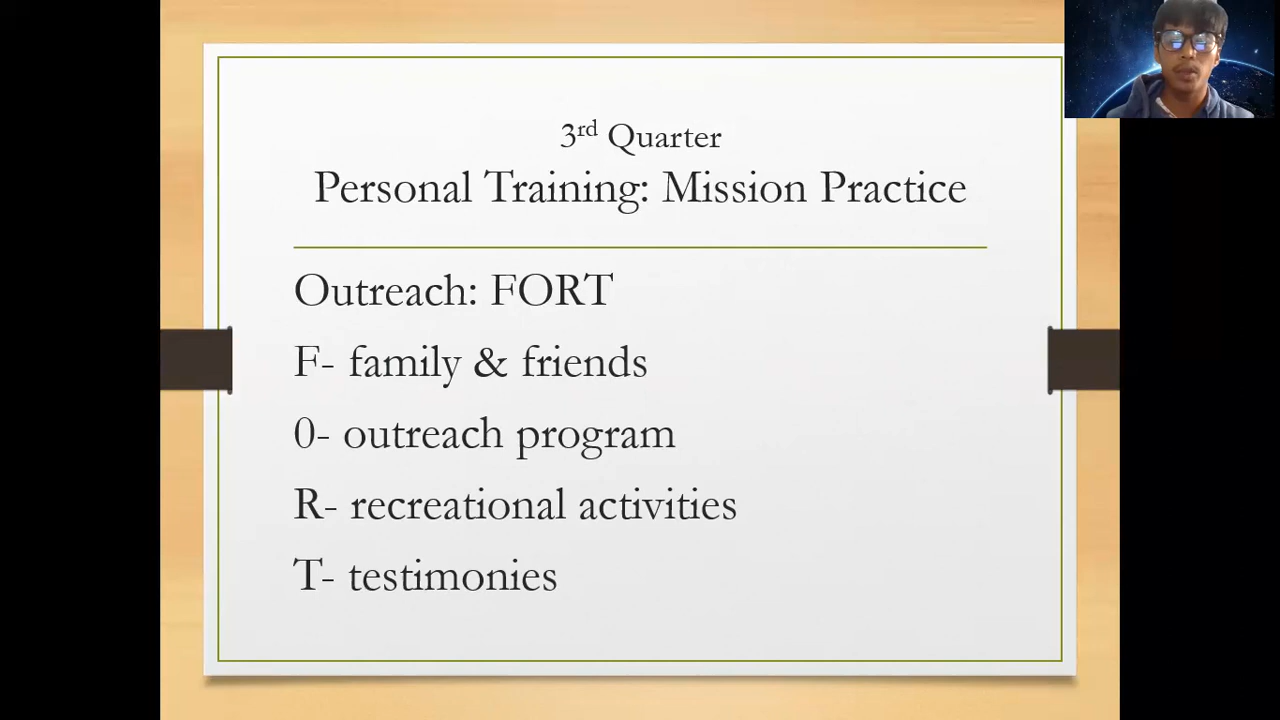 3rd Quarter
Personal Training: Mission Practice
Outreach: FORT
F- family & friends
0- outreach program
R- recreational activities
T- testimonies